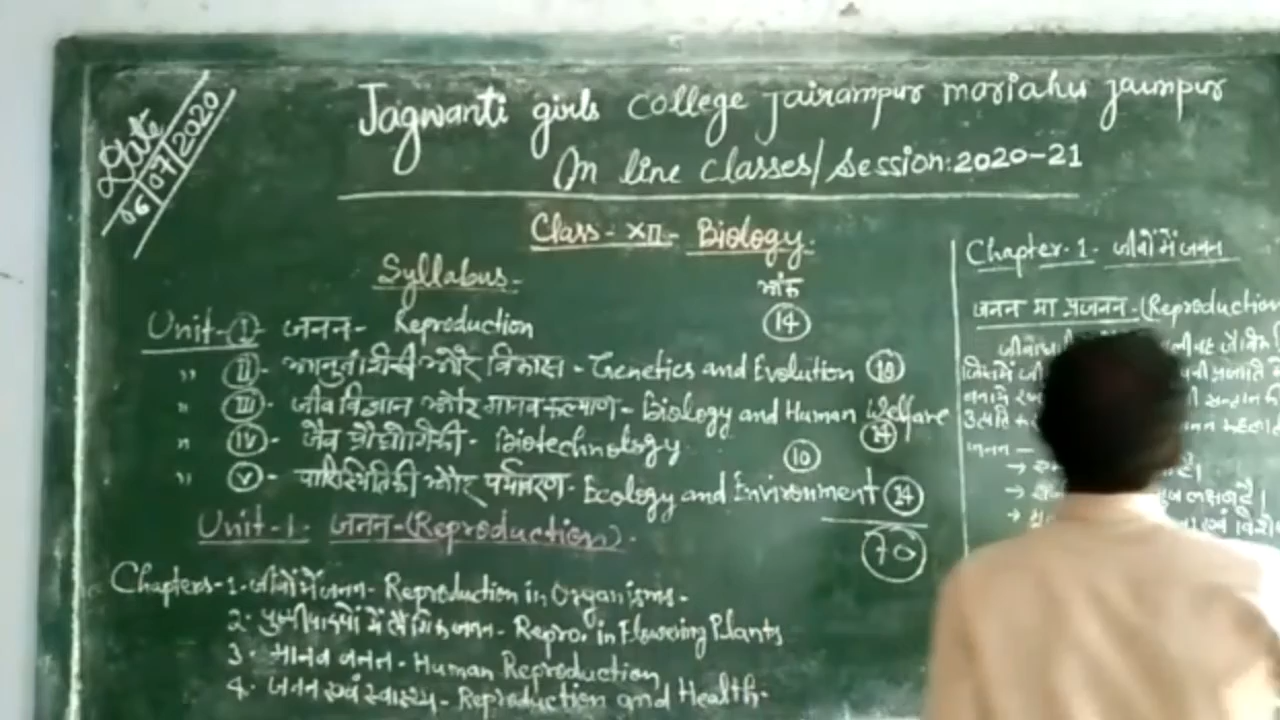 Date
06/07/2020
Jagwanti girls college jairampur mariahu jaunpur
On line classes/ Session:2020-21
Class- XII- Biology.
Syllabus-
अंक
Unit-(I)- जनन- Reproduction (14)
,, (II)- आनुवंशिकी और विकास - Genetics and Evolution (18)
,, (III)- जीव विज्ञान और मानव कल्याण- Biology and Human Welfare (14)
,, (IV)- जैव प्रौद्योगिकी- Biotechnology (10)
,, (V)- पारिस्थितिकी और पर्यावरण- Ecology and Environment (14)
(70)
Unit-1. जनन-(Reproduction).
Chapters-1. जीवों में जनन- Reproduction in Organisms-
2. पुष्पी पादपों में लैंगिक जनन- Repro. in Flowering Plants
3. मानव जनन- Human Reproduction
4. जनन एवं स्वास्थ्य- Reproduction and Health.
Chapter-1- जीवों में जनन
जनन या प्रजनन-(Reproduction
जनन —